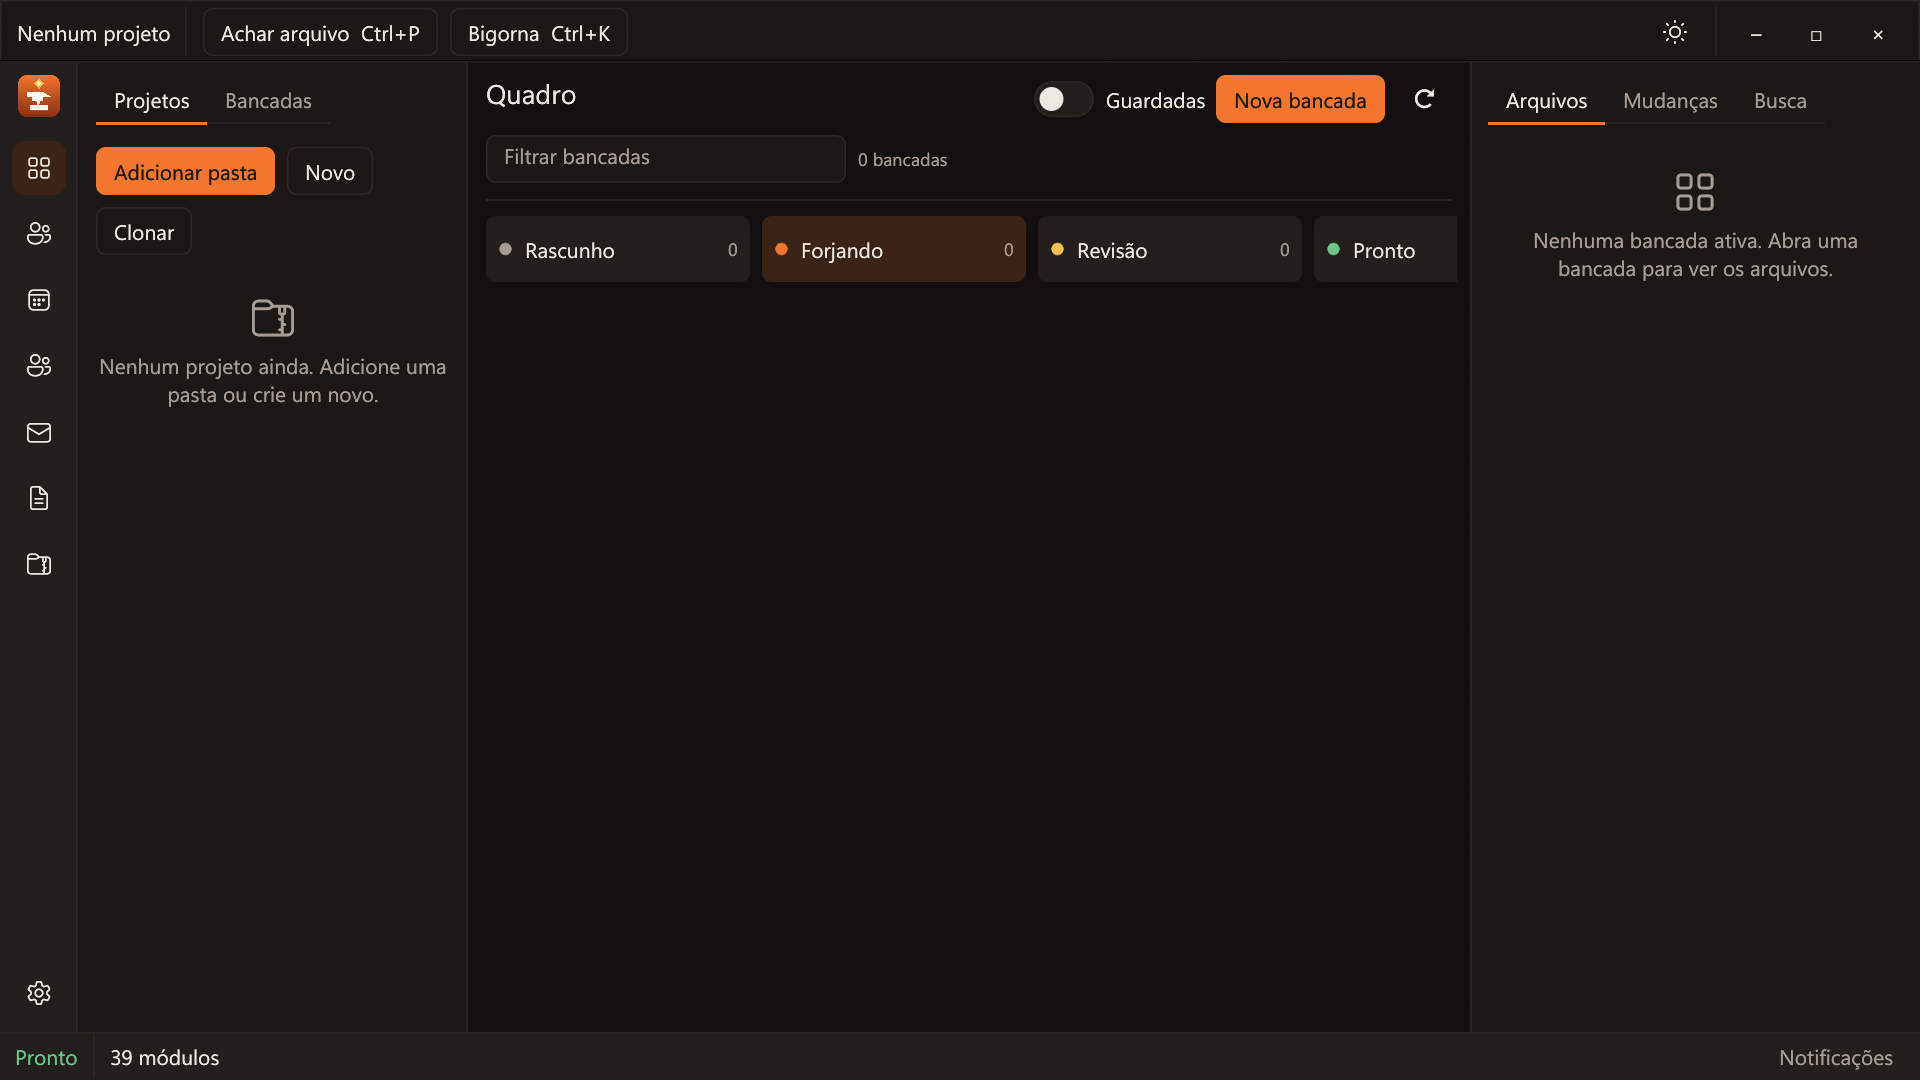 Nenhum projeto
Achar arquivo Ctrl+P
Bigorna Ctrl+K
Projetos
Bancadas
Adicionar pasta
Novo
Clonar
Nenhum projeto ainda. Adicione uma
pasta ou crie um novo.
Quadro
Guardadas
Nova bancada
Filtrar bancadas
0 bancadas
Rascunho 0
Forjando 0
Revisão 0
Pronto
Arquivos
Mudanças
Busca
Nenhuma bancada ativa. Abra uma
bancada para ver os arquivos.
Pronto
39 módulos
Notificações